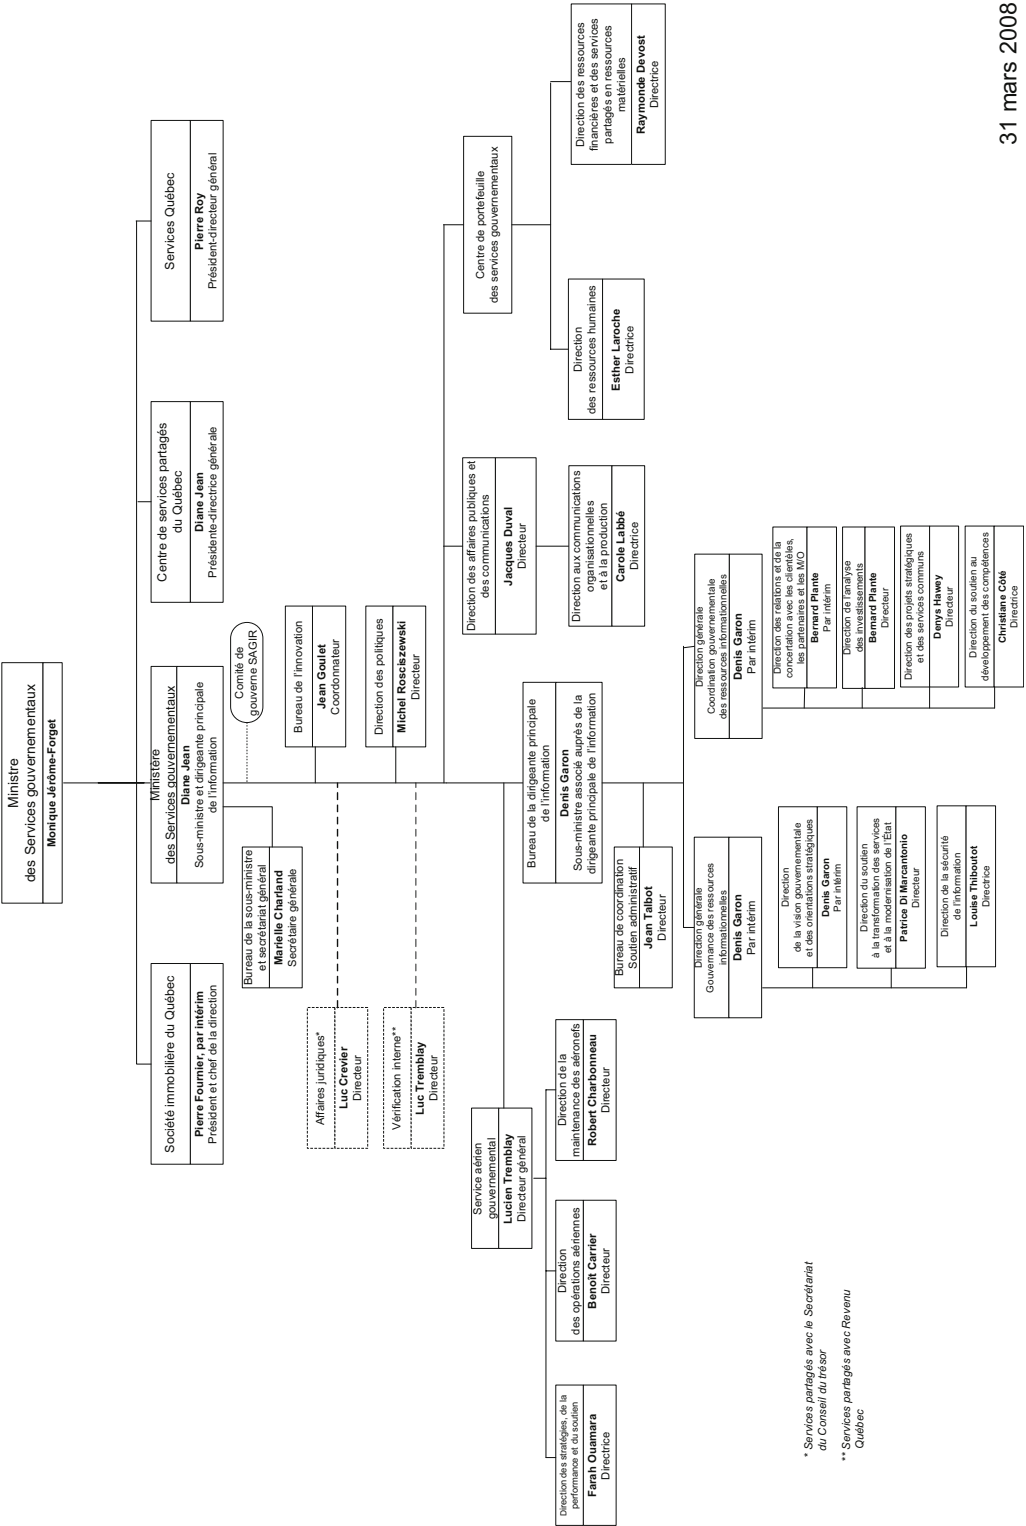 Ministre
des Services gouvernementaux
Monique Jérôme-Forget
Société immobilière du Québec
Pierre Fournier, par intérim
Président et chef de la direction
Ministère
des Services gouvernementaux
Diane Jean
Sous-ministre et dirigeante principale
de l'information
Centre de services partagés
du Québec
Diane Jean
Présidente-directrice générale
Services Québec
Pierre Roy
Président-directeur général
Comité de
gouverne SAGIR
Bureau de la sous-ministre
et secrétariat général
Marielle Charland
Secrétaire générale
Bureau de l'innovation
Jean Goulet
Coordonnateur
Affaires juridiques*
Luc Crevier
Directeur
Direction des politiques
Michel Rosciszewski
Directeur
Vérification interne**
Luc Tremblay
Directeur
Service aérien
gouvernemental
Lucien Tremblay
Directeur général
Direction des affaires publiques et
des communications
Jacques Duval
Directeur
Centre de portefeuille
des services gouvernementaux
Direction des stratégies, de la
performance et du soutien
Farah Ouamara
Directrice
Direction
des opérations aériennes
Benoît Carrier
Directeur
Direction de la
maintenance des aéronefs
Robert Charbonneau
Directeur
Bureau de la dirigeante principale
de l'information
Denis Garon
Sous-ministre associé auprès de la
dirigeante principale de l'information
Direction aux communications
organisationnelles
et à la production
Carole Labbé
Directrice
Direction
des ressources humaines
Esther Laroche
Directrice
Direction des ressources
financières et des services
partagés en ressources
matérielles
Raymonde Devost
Directrice
Bureau de coordination
Soutien administratif
Jean Talbot
Directeur
Direction générale
Gouvernance des ressources
informationnelles
Denis Garon
Par intérim
Direction générale
Coordination gouvernementale
des ressources informationnelles
Denis Garon
Par intérim
Direction
de la vision gouvernementale
et des orientations stratégiques
Denis Garon
Par intérim
Direction du soutien
à la transformation des services
et à la modernisation de l'État
Patrice Di Marcantonio
Directeur
Direction de la sécurité
de l'information
Louise Thiboutot
Directrice
Direction des relations et de la
concertation avec les clientèles,
les partenaires et les M/O
Bernard Plante
Par intérim
Direction de l'analyse
des investissements
Bernard Plante
Directeur
Direction des projets stratégiques
et des services communs
Denys Hawey
Directeur
Direction du soutien au
développement des compétences
Christiane Côté
Directrice
* Services partagés avec le Secrétariat
du Conseil du trésor
** Services partagés avec Revenu
Québec
31 mars 2008